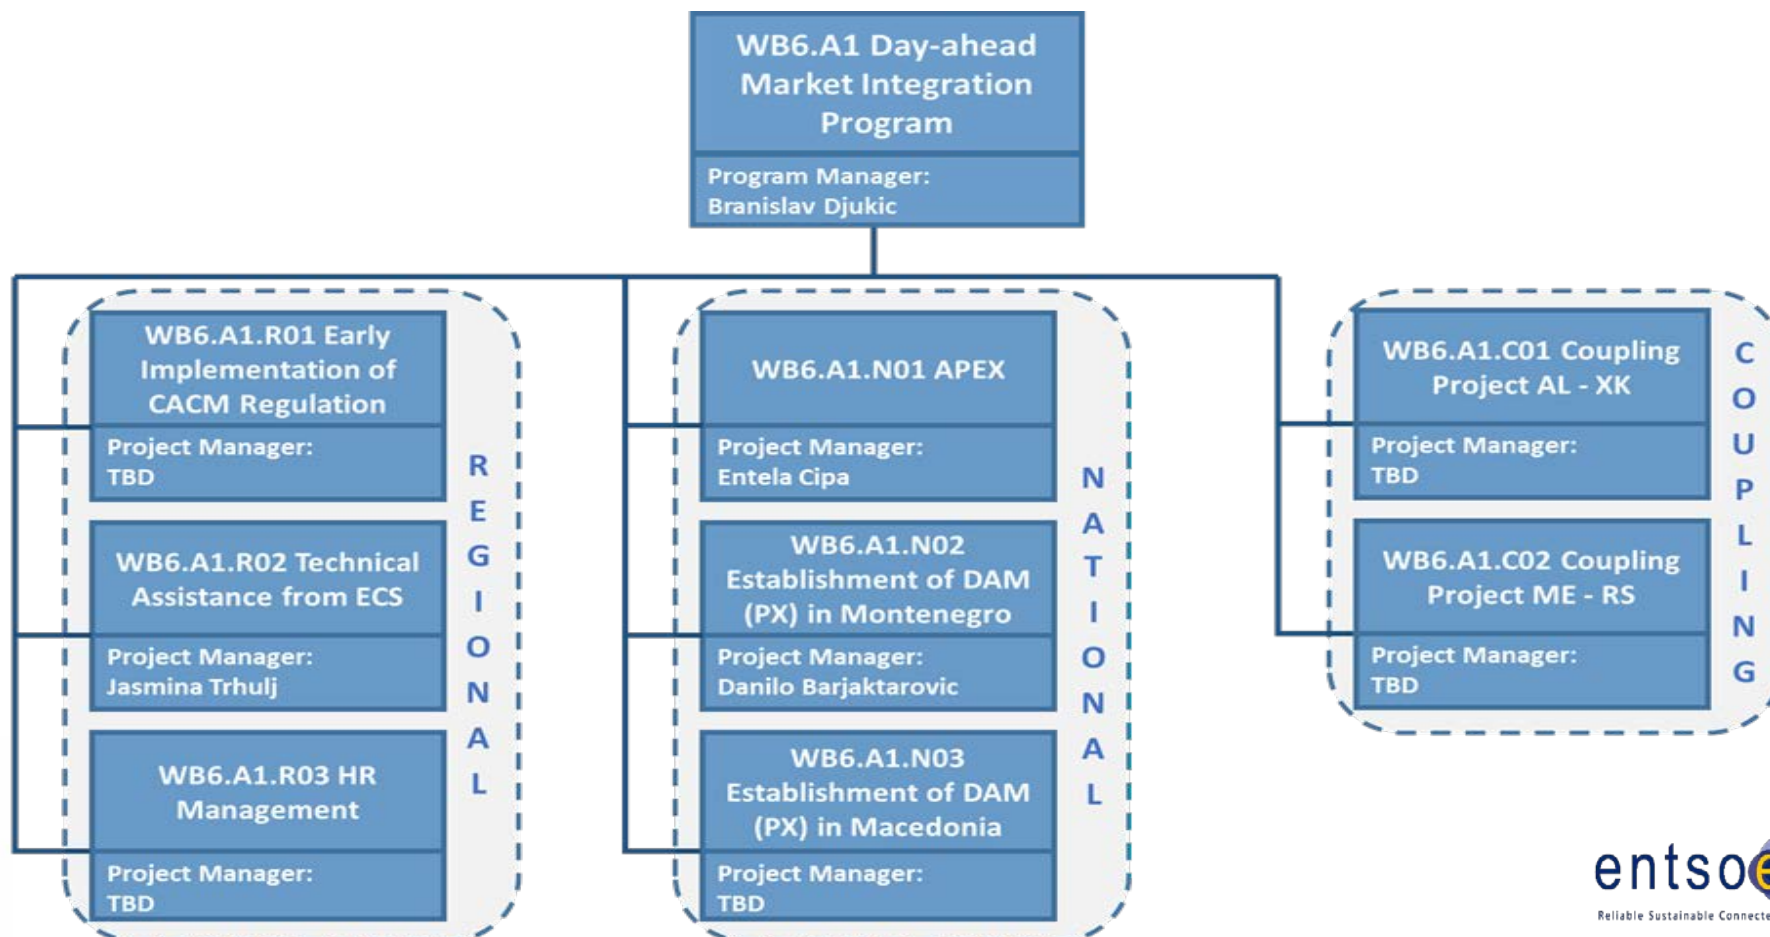 WB6.A1 Day-ahead
Market Integration
Program
Program Manager:
Branislav Djukic
WB6.A1.R01 Early
Implementation of
CACM Regulation
Project Manager:
TBD
WB6.A1.R02 Technical
Assistance from ECS
Project Manager:
Jasmina Trhulj
WB6.A1.R03 HR
Management
Project Manager:
TBD
REGIONAL
WB6.A1.N01 APEX
Project Manager:
Entela Cipa
WB6.A1.N02
Establishment of DAM
(PX) in Montenegro
Project Manager:
Danilo Barjaktarovic
WB6.A1.N03
Establishment of DAM
(PX) in Macedonia
Project Manager:
TBD
NATIONAL
WB6.A1.C01 Coupling
Project AL - XK
Project Manager:
TBD
WB6.A1.C02 Coupling
Project ME - RS
Project Manager:
TBD
COUPLING
entsoe
Reliable Sustainable Connecte